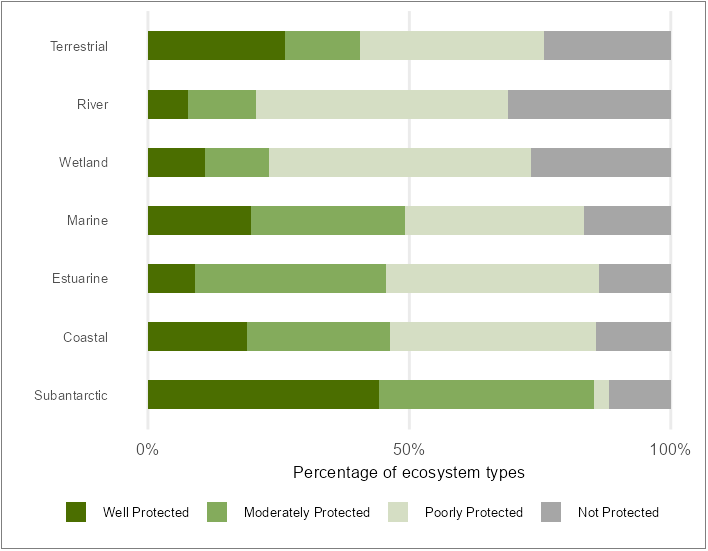 Terrestrial
River
Wetland
Marine
Estuarine
Coastal
Subantarctic
0% 50% 100%
Percentage of ecosystem types
Well Protected Moderately Protected Poorly Protected Not Protected